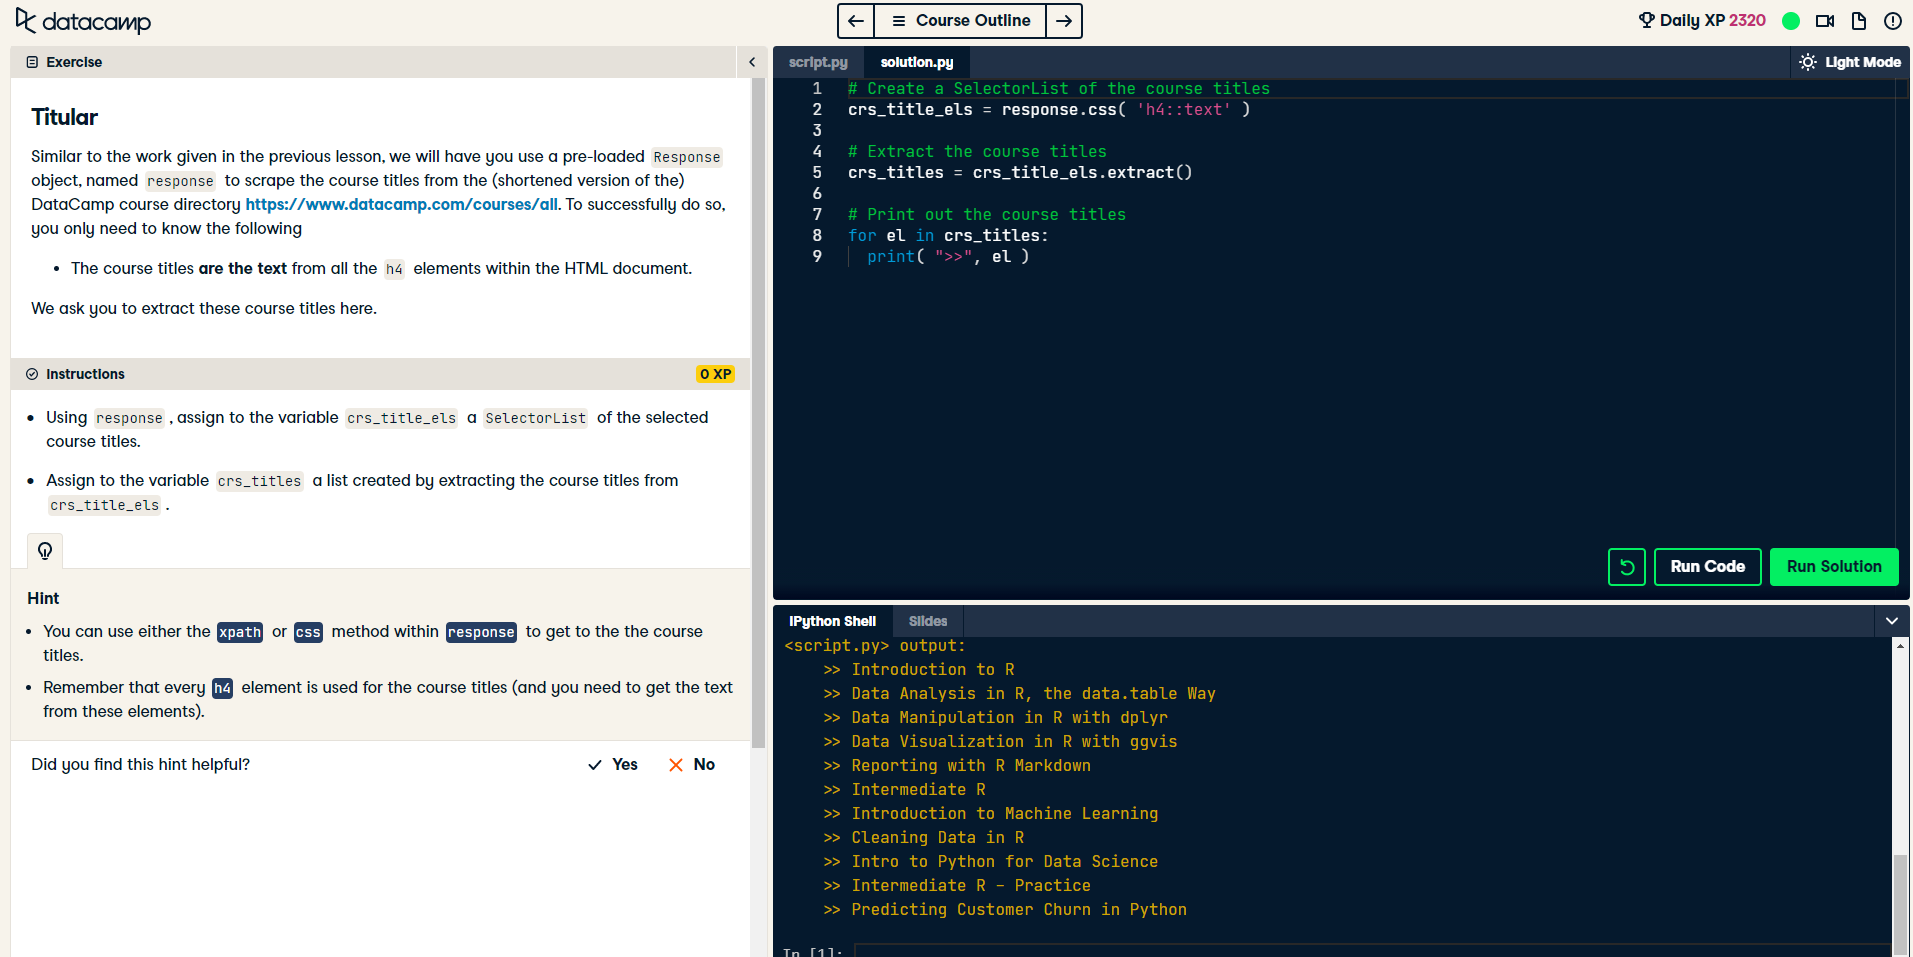 datacamp
Course Outline
Daily XP 2320
Exercise
Titular
Similar to the work given in the previous lesson, we will have you use a pre-loaded Response
object, named response to scrape the course titles from the (shortened version of the)
DataCamp course directory https://www.datacamp.com/courses/all. To successfully do so,
you only need to know the following
• The course titles are the text from all the h4 elements within the HTML document.
We ask you to extract these course titles here.
Instructions
0 XP
• Using response , assign to the variable crs_title_els a SelectorList of the selected
course titles.
• Assign to the variable crs_titles a list created by extracting the course titles from
crs_title_els .
Hint
• You can use either the xpath or css method within response to get to the the course
titles.
• Remember that every h4 element is used for the course titles (and you need to get the text
from these elements).
Did you find this hint helpful?
Yes
No
script.py
solution.py
Light Mode
1 # Create a SelectorList of the course titles
2 crs_title_els = response.css( 'h4::text' )
3
4 # Extract the course titles
5 crs_titles = crs_title_els.extract()
6
7 # Print out the course titles
8 for el in crs_titles:
9 print( ">>", el )
Run Code
Run Solution
IPython Shell
Slides
<script.py> output:
>> Introduction to R
>> Data Analysis in R, the data.table Way
>> Data Manipulation in R with dplyr
>> Data Visualization in R with ggvis
>> Reporting with R Markdown
>> Intermediate R
>> Introduction to Machine Learning
>> Cleaning Data in R
>> Intro to Python for Data Science
>> Intermediate R - Practice
>> Predicting Customer Churn in Python
In [1]: